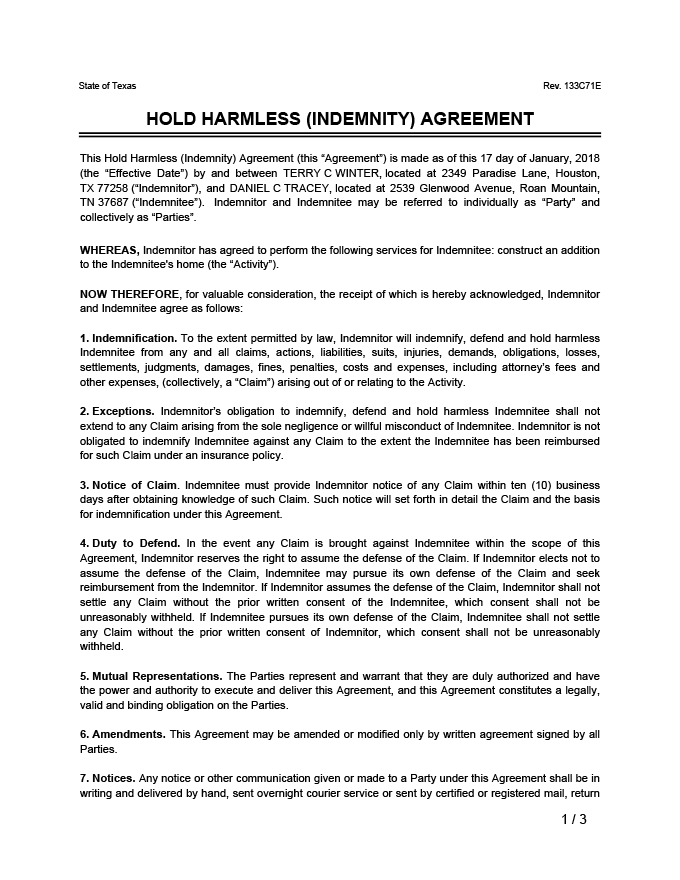 State of Texas Rev. 133C71E
HOLD HARMLESS (INDEMNITY) AGREEMENT
This Hold Harmless (Indemnity) Agreement (this “Agreement”) is made as of this 17 day of January, 2018
(the “Effective Date”) by and between TERRY C WINTER, located at 2349 Paradise Lane, Houston,
TX 77258 (“Indemnitor”), and DANIEL C TRACEY, located at 2539 Glenwood Avenue, Roan Mountain,
TN 37687 (“Indemnitee”). Indemnitor and Indemnitee may be referred to individually as “Party” and
collectively as “Parties”.
WHEREAS, Indemnitor has agreed to perform the following services for Indemnitee: construct an addition
to the Indemnitee's home (the “Activity”).
NOW THEREFORE, for valuable consideration, the receipt of which is hereby acknowledged, Indemnitor
and Indemnitee agree as follows:
1. Indemnification. To the extent permitted by law, Indemnitor will indemnify, defend and hold harmless
Indemnitee from any and all claims, actions, liabilities, suits, injuries, demands, obligations, losses,
settlements, judgments, damages, fines, penalties, costs and expenses, including attorney’s fees and
other expenses, (collectively, a “Claim”) arising out of or relating to the Activity.
2. Exceptions. Indemnitor’s obligation to indemnify, defend and hold harmless Indemnitee shall not
extend to any Claim arising from the sole negligence or willful misconduct of Indemnitee. Indemnitor is not
obligated to indemnify Indemnitee against any Claim to the extent the Indemnitee has been reimbursed
for such Claim under an insurance policy.
3. Notice of Claim. Indemnitee must provide Indemnitor notice of any Claim within ten (10) business
days after obtaining knowledge of such Claim. Such notice will set forth in detail the Claim and the basis
for indemnification under this Agreement.
4. Duty to Defend. In the event any Claim is brought against Indemnitee within the scope of this
Agreement, Indemnitor reserves the right to assume the defense of the Claim. If Indemnitor elects not to
assume the defense of the Claim, Indemnitee may pursue its own defense of the Claim and seek
reimbursement from the Indemnitor. If Indemnitor assumes the defense of the Claim, Indemnitor shall not
settle any Claim without the prior written consent of the Indemnitee, which consent shall not be
unreasonably withheld. If Indemnitee pursues its own defense of the Claim, Indemnitee shall not settle
any Claim without the prior written consent of Indemnitor, which consent shall not be unreasonably
withheld.
5. Mutual Representations. The Parties represent and warrant that they are duly authorized and have
the power and authority to execute and deliver this Agreement, and this Agreement constitutes a legally,
valid and binding obligation on the Parties.
6. Amendments. This Agreement may be amended or modified only by written agreement signed by all
Parties.
7. Notices. Any notice or other communication given or made to a Party under this Agreement shall be in
writing and delivered by hand, sent overnight courier service or sent by certified or registered mail, return
1 / 3